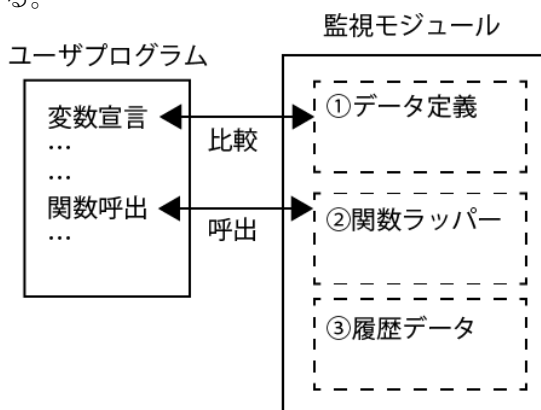 る。
監視モジュール
ユーザプログラム
変数宣言
…
…
関数呼出
…
比較
呼出
①データ定義
②関数ラッパー
③履歴データ